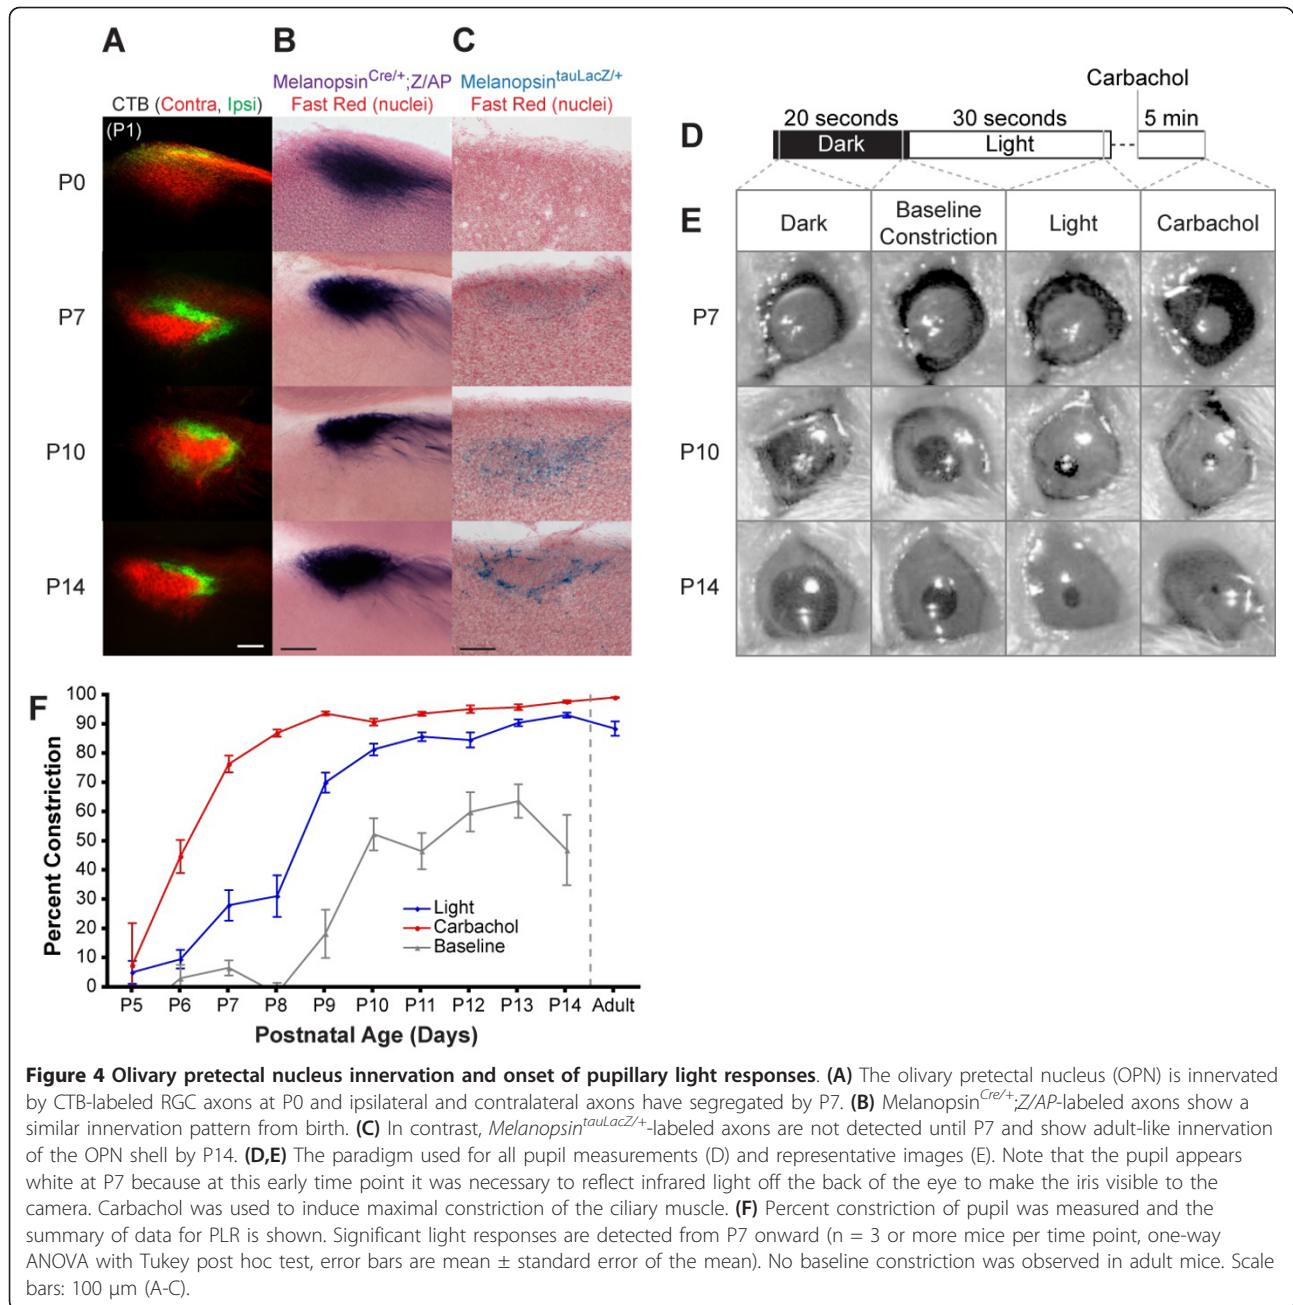 A
B
C
CTB (Contra, Ipsi)
Melanopsin^Cre/+;Z/AP
Fast Red (nuclei)
Melanopsin^tauLacZ/+
Fast Red (nuclei)
(P1)
P0
P7
P10
P14
D
Carbachol
20 seconds
30 seconds
5 min
Dark
Light
E
Dark
Baseline
Constriction
Light
Carbachol
P7
P10
P14
F
Percent Constriction
100
90
80
70
60
50
40
30
20
10
0
Light
Carbachol
Baseline
P5 P6 P7 P8 P9 P10 P11 P12 P13 P14 Adult
Postnatal Age (Days)
Figure 4 Olivary pretectal nucleus innervation and onset of pupillary light responses. (A) The olivary pretectal nucleus (OPN) is innervated
by CTB-labeled RGC axons at P0 and ipsilateral and contralateral axons have segregated by P7. (B) Melanopsin^Cre/+;Z/AP-labeled axons show a
similar innervation pattern from birth. (C) In contrast, Melanopsin^tauLacZ/+-labeled axons are not detected until P7 and show adult-like innervation
of the OPN shell by P14. (D,E) The paradigm used for all pupil measurements (D) and representative images (E). Note that the pupil appears
white at P7 because at this early time point it was necessary to reflect infrared light off the back of the eye to make the iris visible to the
camera. Carbachol was used to induce maximal constriction of the ciliary muscle. (F) Percent constriction of pupil was measured and the
summary of data for PLR is shown. Significant light responses are detected from P7 onward (n = 3 or more mice per time point, one-way
ANOVA with Tukey post hoc test, error bars are mean ± standard error of the mean). No baseline constriction was observed in adult mice. Scale
bars: 100 μm (A-C).